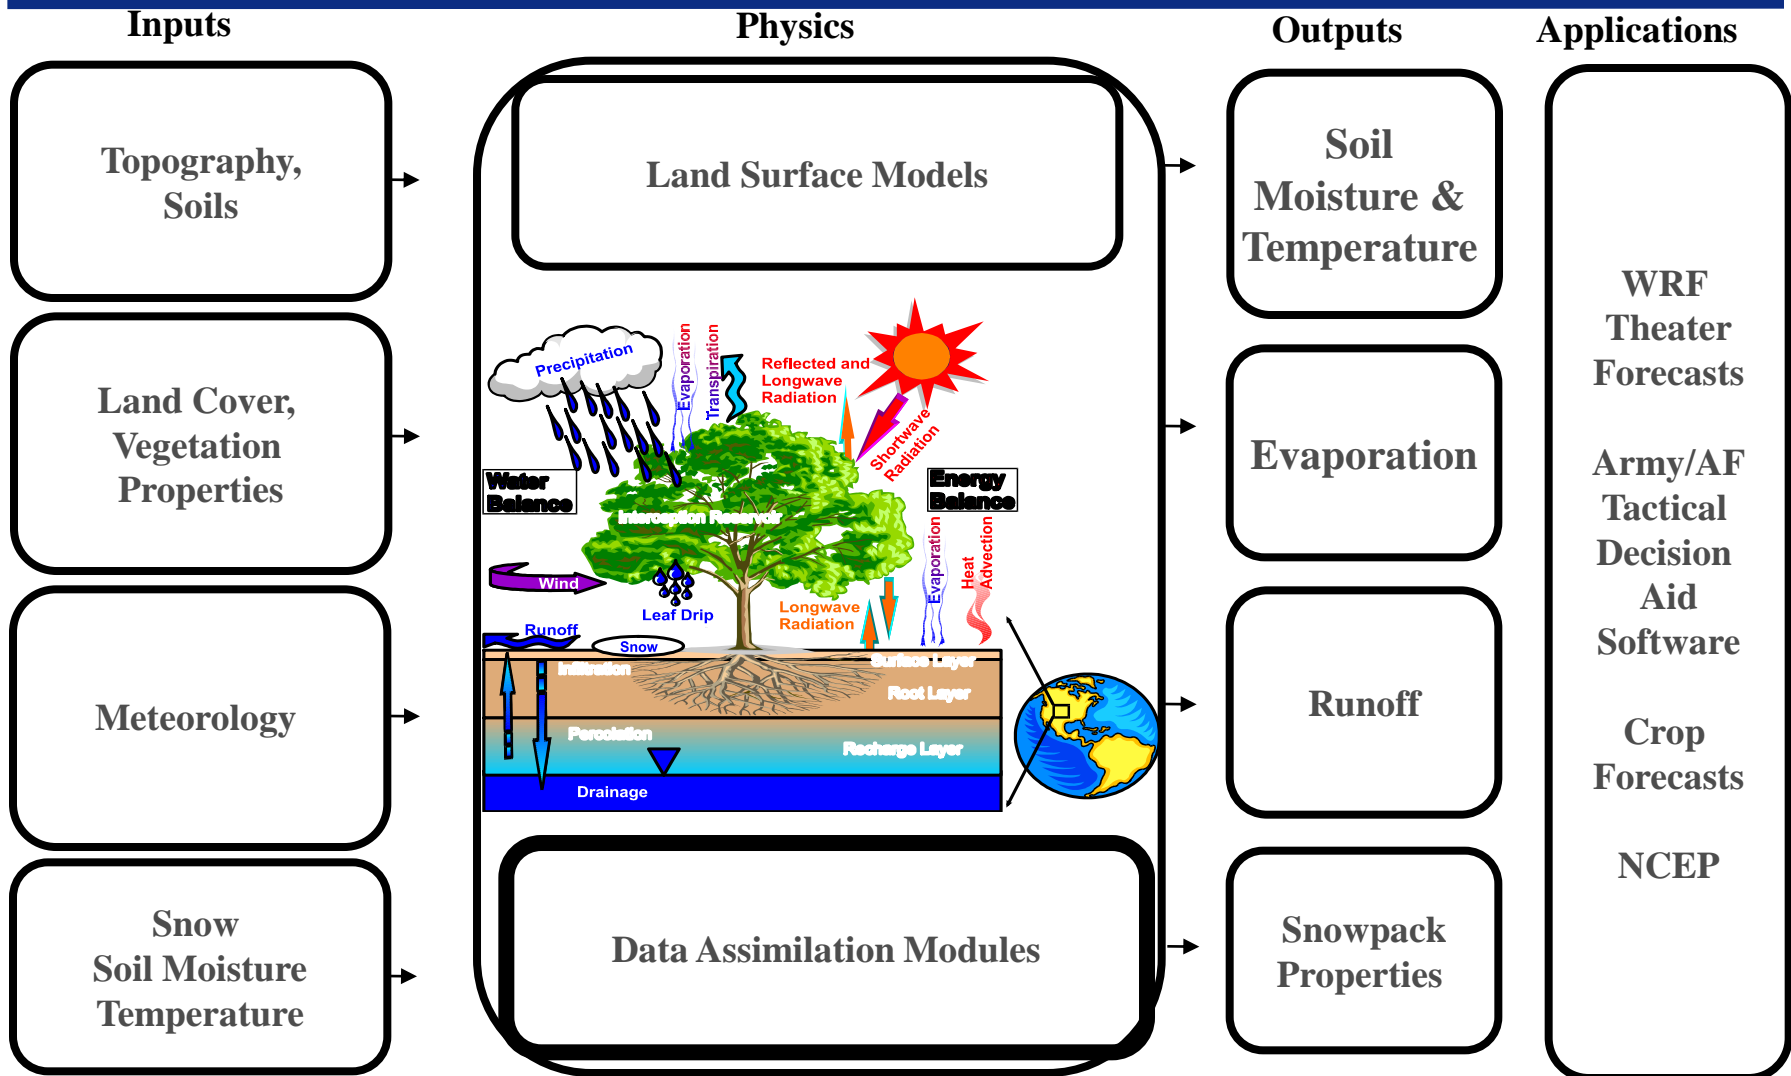 Inputs
Physics
Outputs
Applications
Topography,
Soils
Land Cover,
Vegetation
Properties
Meteorology
Snow
Soil Moisture
Temperature
Land Surface Models
Precipitation
Evaporation
Transpiration
Reflected and
Longwave
Radiation
Shortwave
Radiation
Water
Balance
Energy
Balance
Interception Reservoir
Wind
Leaf Drip
Longwave
Radiation
Evaporation
Heat
Advection
Runoff
Snow
Infiltration
Surface Layer
Root Layer
Percolation
Recharge Layer
Drainage
Data Assimilation Modules
Soil
Moisture &
Temperature
Evaporation
Runoff
Snowpack
Properties
WRF
Theater
Forecasts
Army/AF
Tactical
Decision
Aid
Software
Crop
Forecasts
NCEP